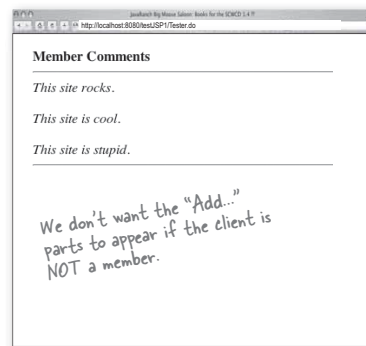 JavaRanch Big Moose Saloon: Books for the SCWCD 1.4 ?!
http://localhost:8080/testJSP1/Tester.do
Member Comments
This site rocks.
This site is cool.
This site is stupid.
We don't want the "Add..."
parts to appear if the client is
NOT a member.